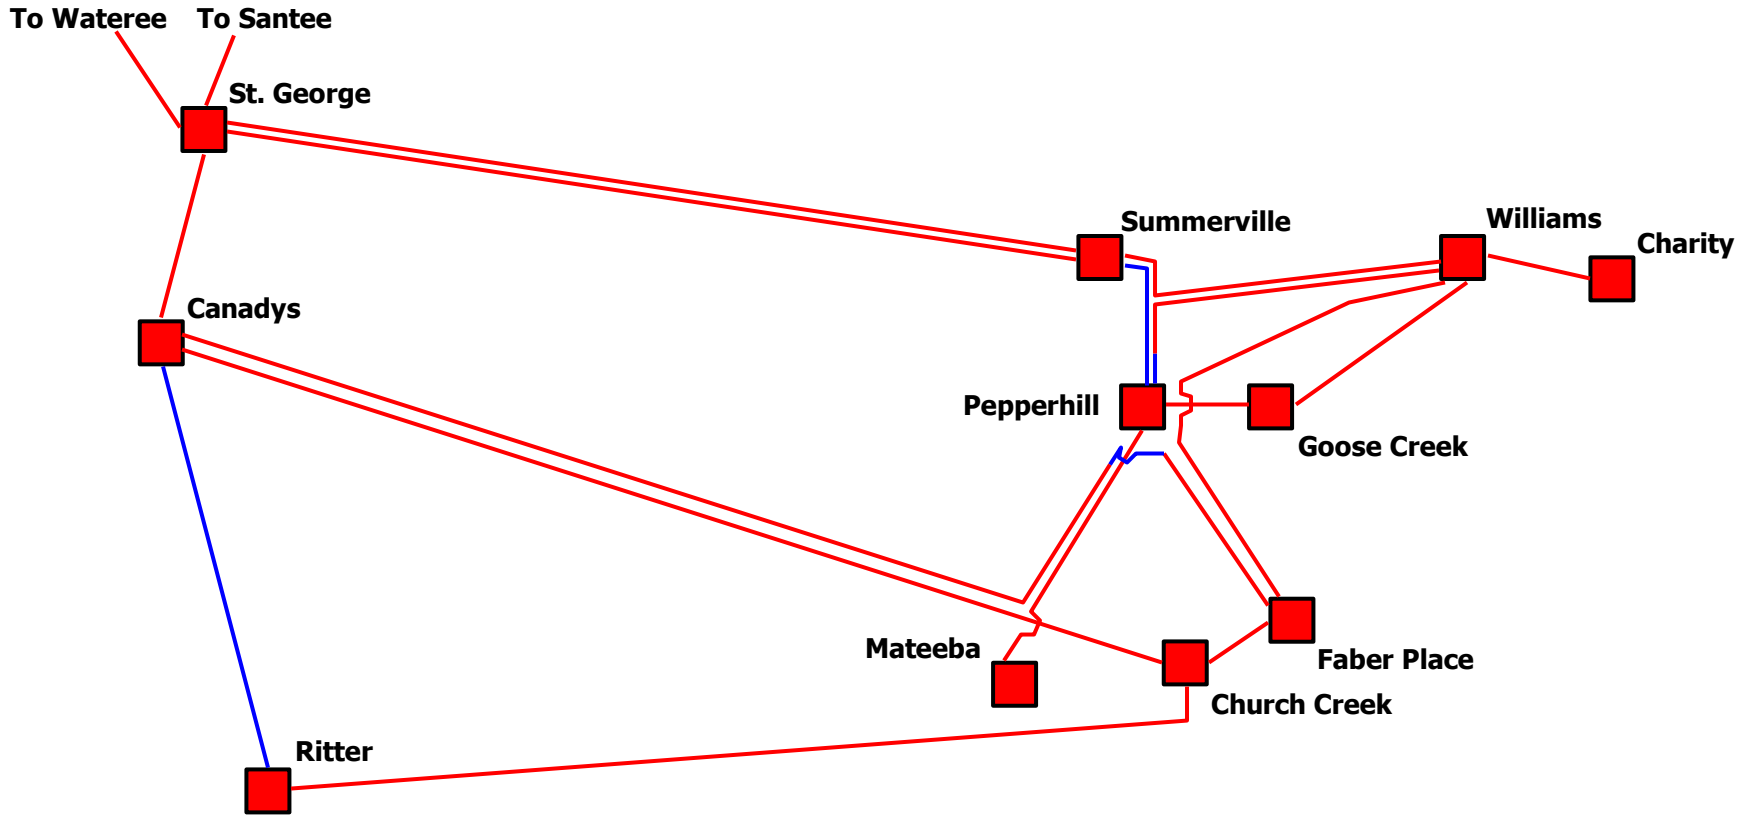 To Wateree
To Santee
St. George
Summerville
Williams
Charity
Canadys
Pepperhill
Goose Creek
Mateeba
Faber Place
Church Creek
Ritter